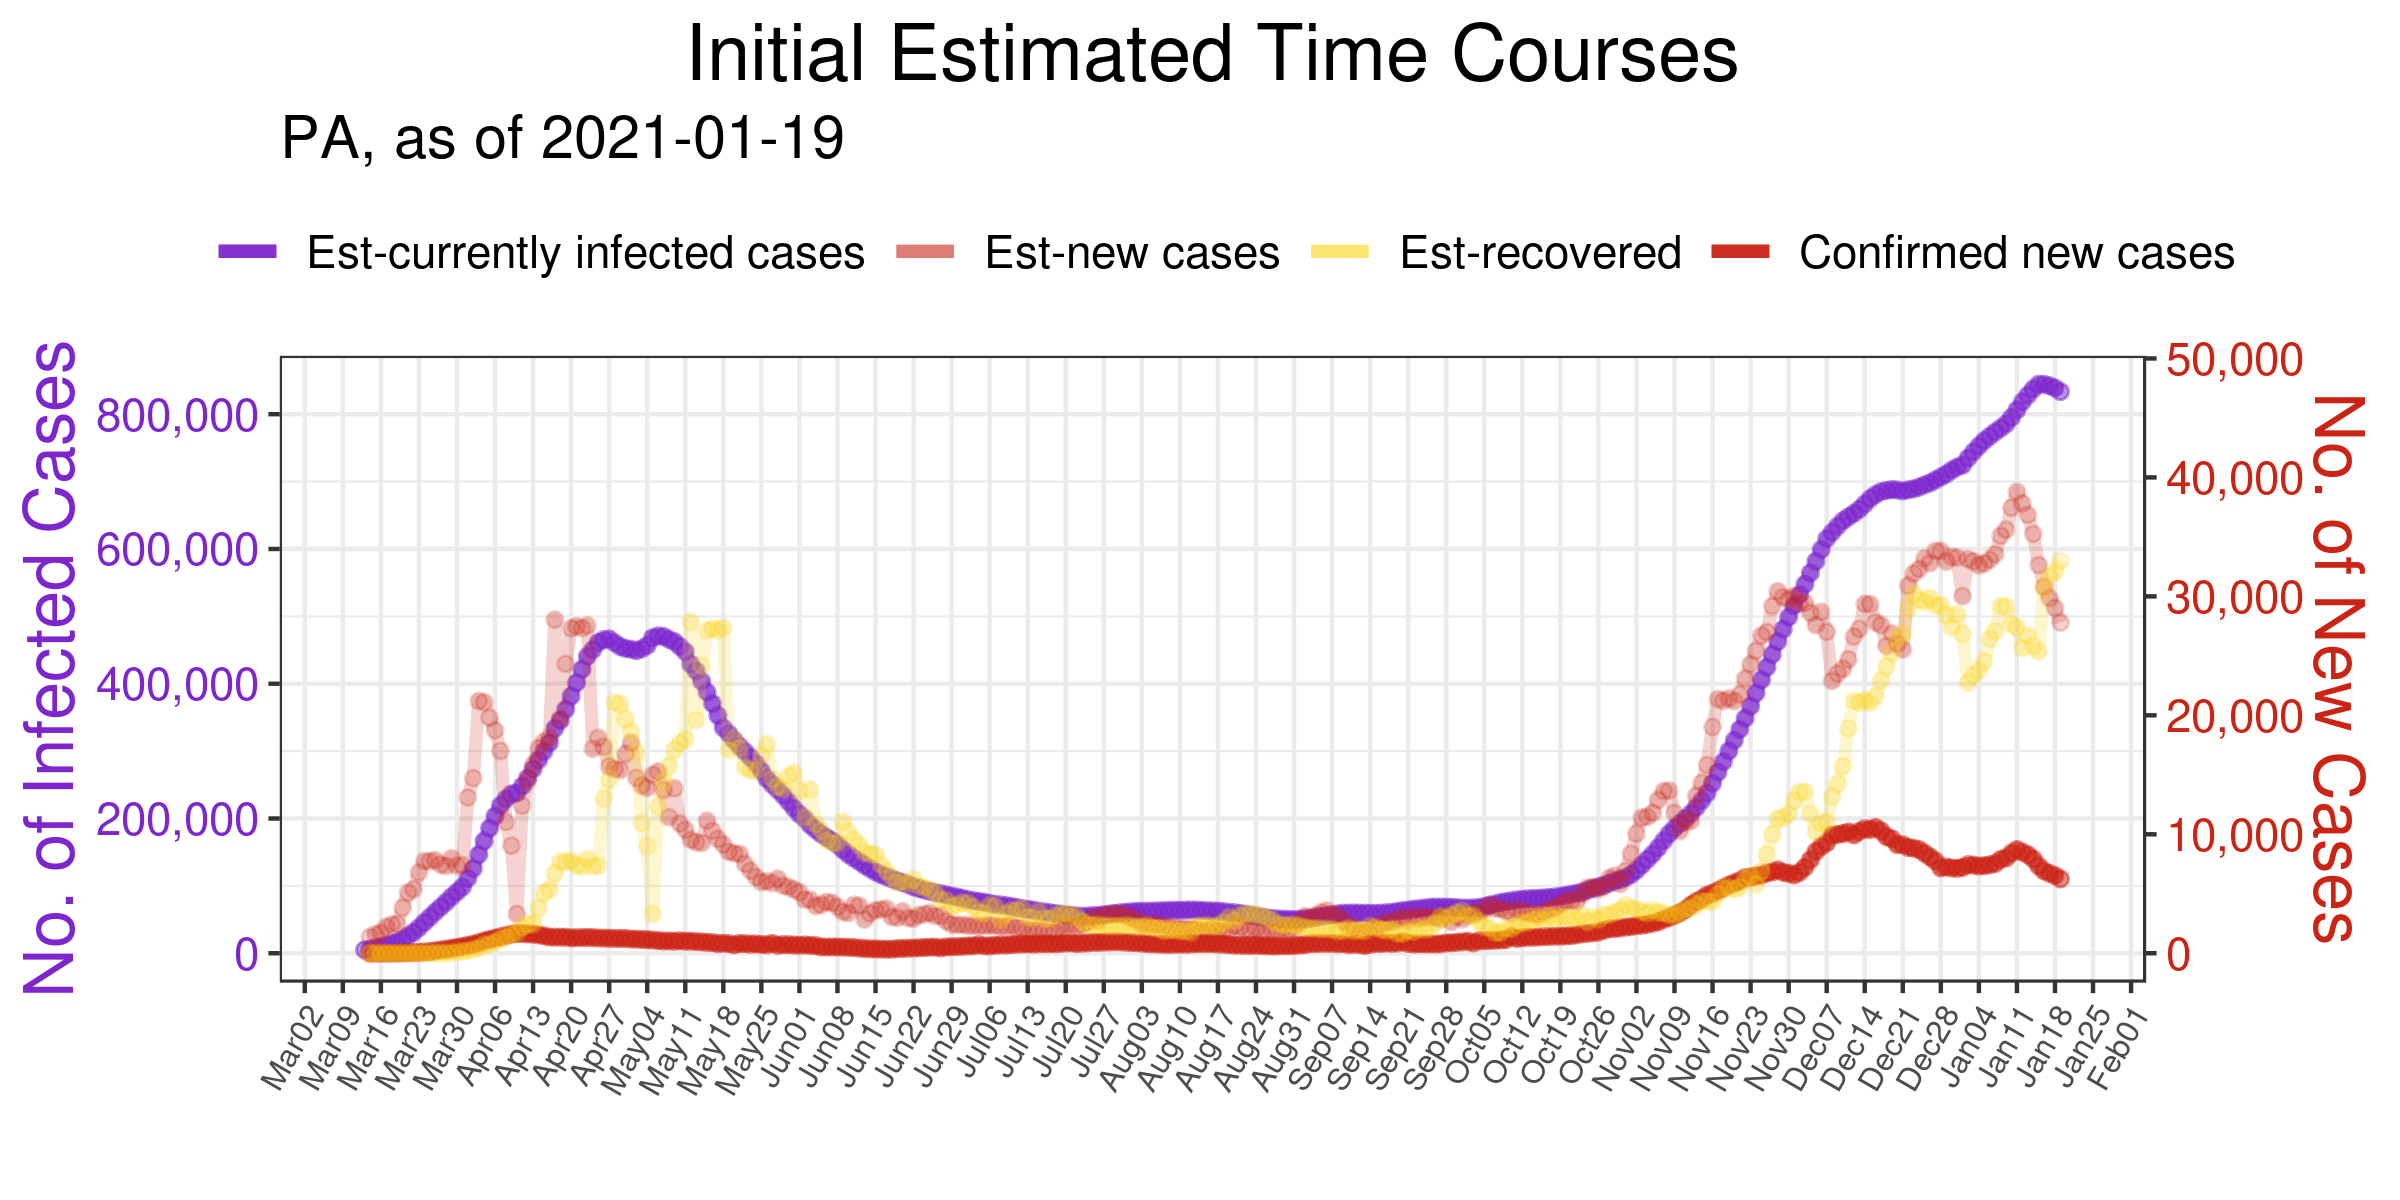 Initial Estimated Time Courses
PA, as of 2021-01-19
Est-currently infected cases Est-new cases Est-recovered Confirmed new cases
No. of Infected Cases
800,000
600,000
400,000
200,000
0
50,000
40,000
30,000
20,000
10,000
0
No. of New Cases
Mar02 Mar09 Mar16 Mar23 Mar30 Apr06 Apr13 Apr20 Apr27 May04 May11 May18 May25 Jun01 Jun08 Jun15 Jun22 Jun29 Jul06 Jul13 Jul20 Jul27 Aug03 Aug10 Aug17 Aug24 Aug31 Sep07 Sep14 Sep21 Sep28 Oct05 Oct12 Oct19 Oct26 Nov02 Nov09 Nov16 Nov23 Nov30 Dec07 Dec14 Dec21 Dec28 Jan04 Jan11 Jan18 Jan25 Feb01